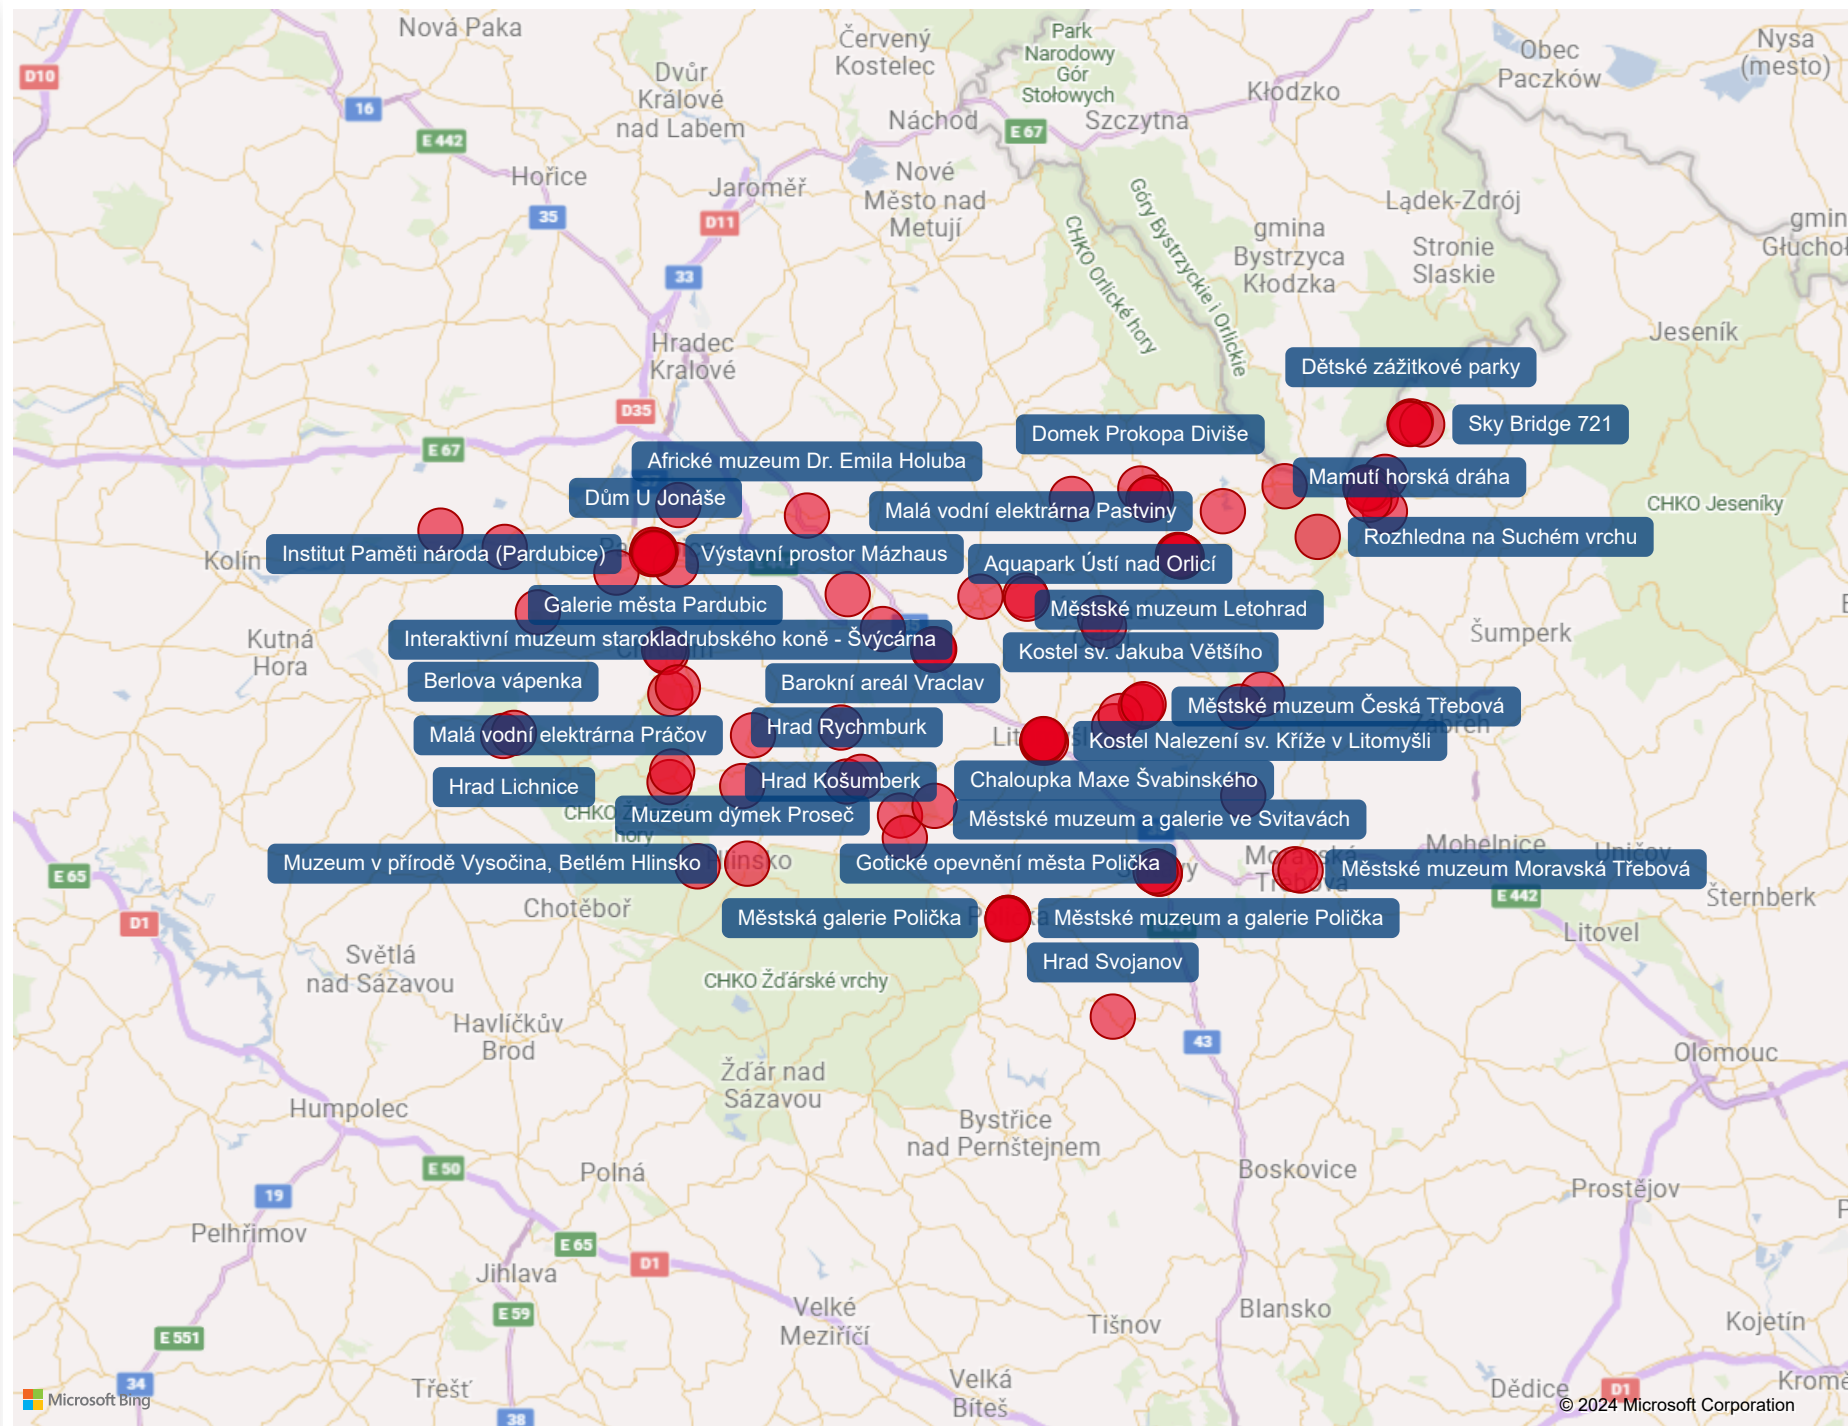 Nová Paka
Červený
Kostelec
Park
Narodowy
Gór
Stołowych
Obec
Paczków
Nysa
(mesto)
D10
Dvůr
Králové
nad Labem
16
Kłodzko
E 442
Náchod
E 67
Szczytna
Hořice
Jaroměř
Nové
Město nad
Metují
35
D11
Lądek-Zdrój
Góry Bystrzyckie i Orlickie
CHKO Orlické hory
gmina
Bystrzyca
Kłodzka
Stronie
Slaskie
33
Hradec
Králové
Jeseník
Dětské zážitkové parky
D35
Sky Bridge 721
Domek Prokopa Diviše
E 67
Africké muzeum Dr. Emila Holuba
Mamutí horská dráha
Dům U Jonáše
Malá vodní elektrárna Pastviny
CHKO Jeseníky
Rozhledna na Suchém vrchu
Kolín
Institut Paměti národa (Pardubice)
Výstavní prostor Mázhaus
Aquapark Ústí nad Orlicí
Galerie města Pardubic
Městské muzeum Letohrad
Kutná
Hora
Interaktivní muzeum starokladrubského koně - Švýcárna
Šumperk
Kostel sv. Jakuba Většího
Berlova vápenka
Barokní areál Vraclav
Městské muzeum Česká Třebová
Zábřeh
Malá vodní elektrárna Práčov
Hrad Rychmburk
Kostel Nalezení sv. Kříže v Litomyšli
Hrad Lichnice
Hrad Košumberk
Chaloupka Maxe Švabinského
CHKO
hory
Muzeum dýmek Proseč
Městské muzeum a galerie ve Svitavách
Mohelnice
Uničov
Moravská
Třebová
E 65
Muzeum v přírodě Vysočina, Betlém Hlinsko
Gotické opevnění města Polička
Městské muzeum Moravská Třebová
E 442
Šternberk
Chotěboř
D1
Městská galerie Polička
Městské muzeum a galerie Polička
Litovel
Světlá
nad Sázavou
Hrad Svojanov
CHKO Žďárské vrchy
Havlíčkův
Brod
43
Olomouc
Žďár nad
Sázavou
Humpolec
Bystřice
nad Pernštejnem
E 50
Polná
Boskovice
19
Prostějov
Pelhřimov
E 65
D1
Jihlava
E 59
Velké
Meziříčí
Blansko
Tišnov
Kojetín
E 551
34
Třešť
Velká
Bíteš
Dědice
D1
38
Microsoft Bing
© 2024 Microsoft Corporation